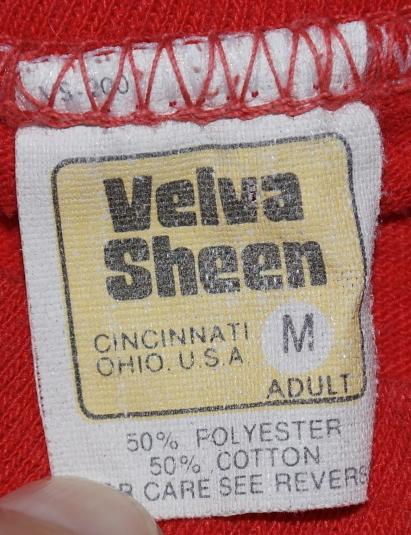 Velva
Sheen
CINCINNATI
OHIO. U.S.A
M
ADULT
50% POLYESTER
50% COTTON
CARE SEE REVERS